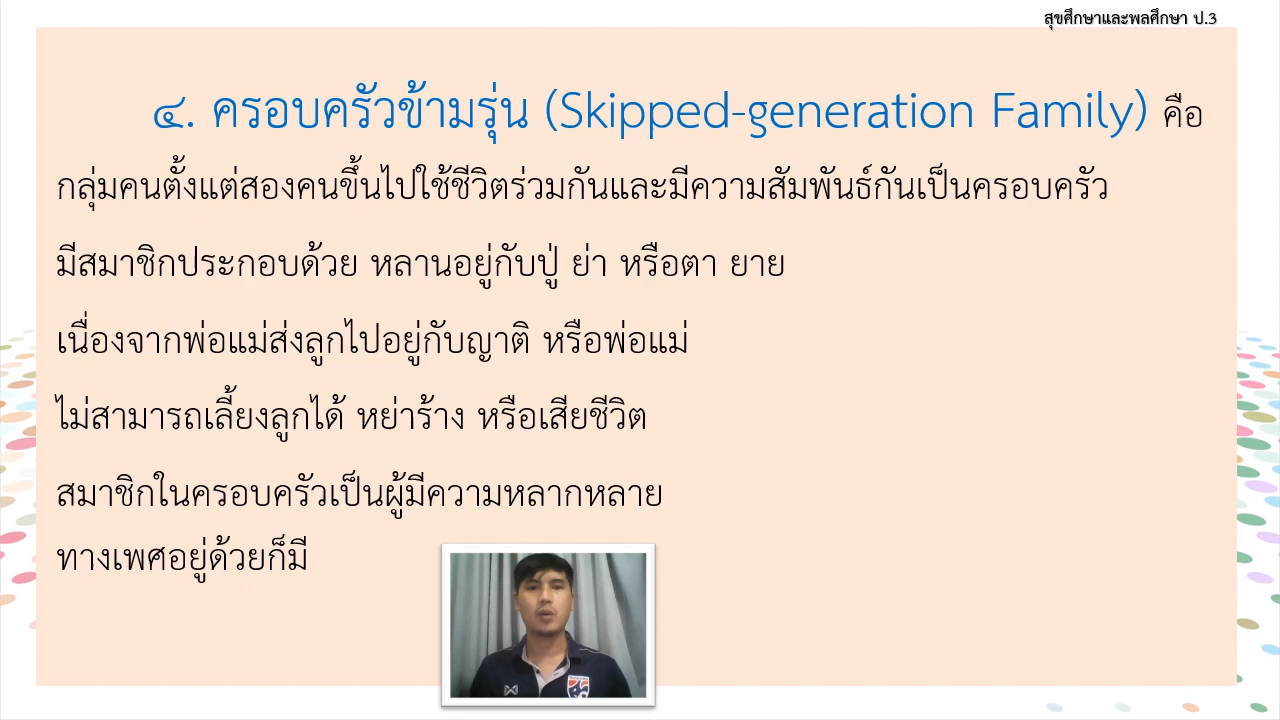 สุขศึกษาและพลศึกษา ป.3
๔. ครอบครัวข้ามรุ่น (Skipped-generation Family) คือ
กลุ่มคนตั้งแต่สองคนขึ้นไปใช้ชีวิตร่วมกันและมีความสัมพันธ์กันเป็นครอบครัว
มีสมาชิกประกอบด้วย หลานอยู่กับปู่ ย่า หรือตา ยาย
เนื่องจากพ่อแม่ส่งลูกไปอยู่กับญาติ หรือพ่อแม่
ไม่สามารถเลี้ยงลูกได้ หย่าร้าง หรือเสียชีวิต
สมาชิกในครอบครัวเป็นผู้มีความหลากหลาย
ทางเพศอยู่ด้วยก็มี